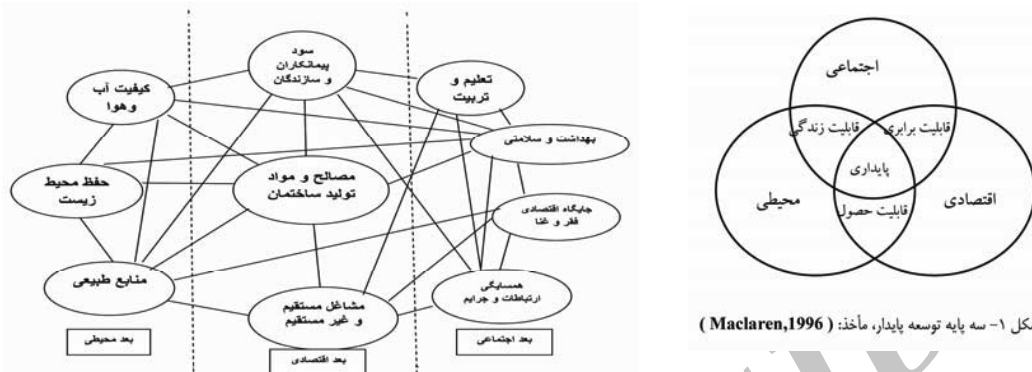 سود
پیمانکاران
و سازندگان
تعلیم و
تربیت
کیفیت آب
وهوا
بهداشت و سلامتی
مصالح و مواد
تولید ساختمان
حفظ محیط
زیست
جایگاه اقتصادی
فقر و غنا
منابع طبیعی
مشاغل مستقیم
و غیر مستقیم
همسایگی
ارتباطات و جرایم
بعد محیطی
بعد اقتصادی
بعد اجتماعی
اجتماعی
قابلیت برابری
قابلیت زندگی
پایداری
اقتصادی
محیطی
قابلیت حصول
کل ۱- سه پایه توسعه پایدار، مأخذ: ( Maclaren,1996 )